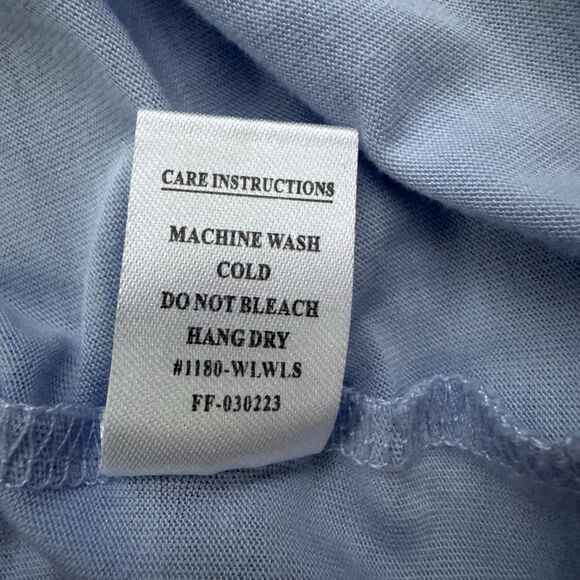 CARE INSTRUCTIONS
MACHINE WASH
COLD
DO NOT BLEACH
HANG DRY
#1180-WLWLS
FF-030223